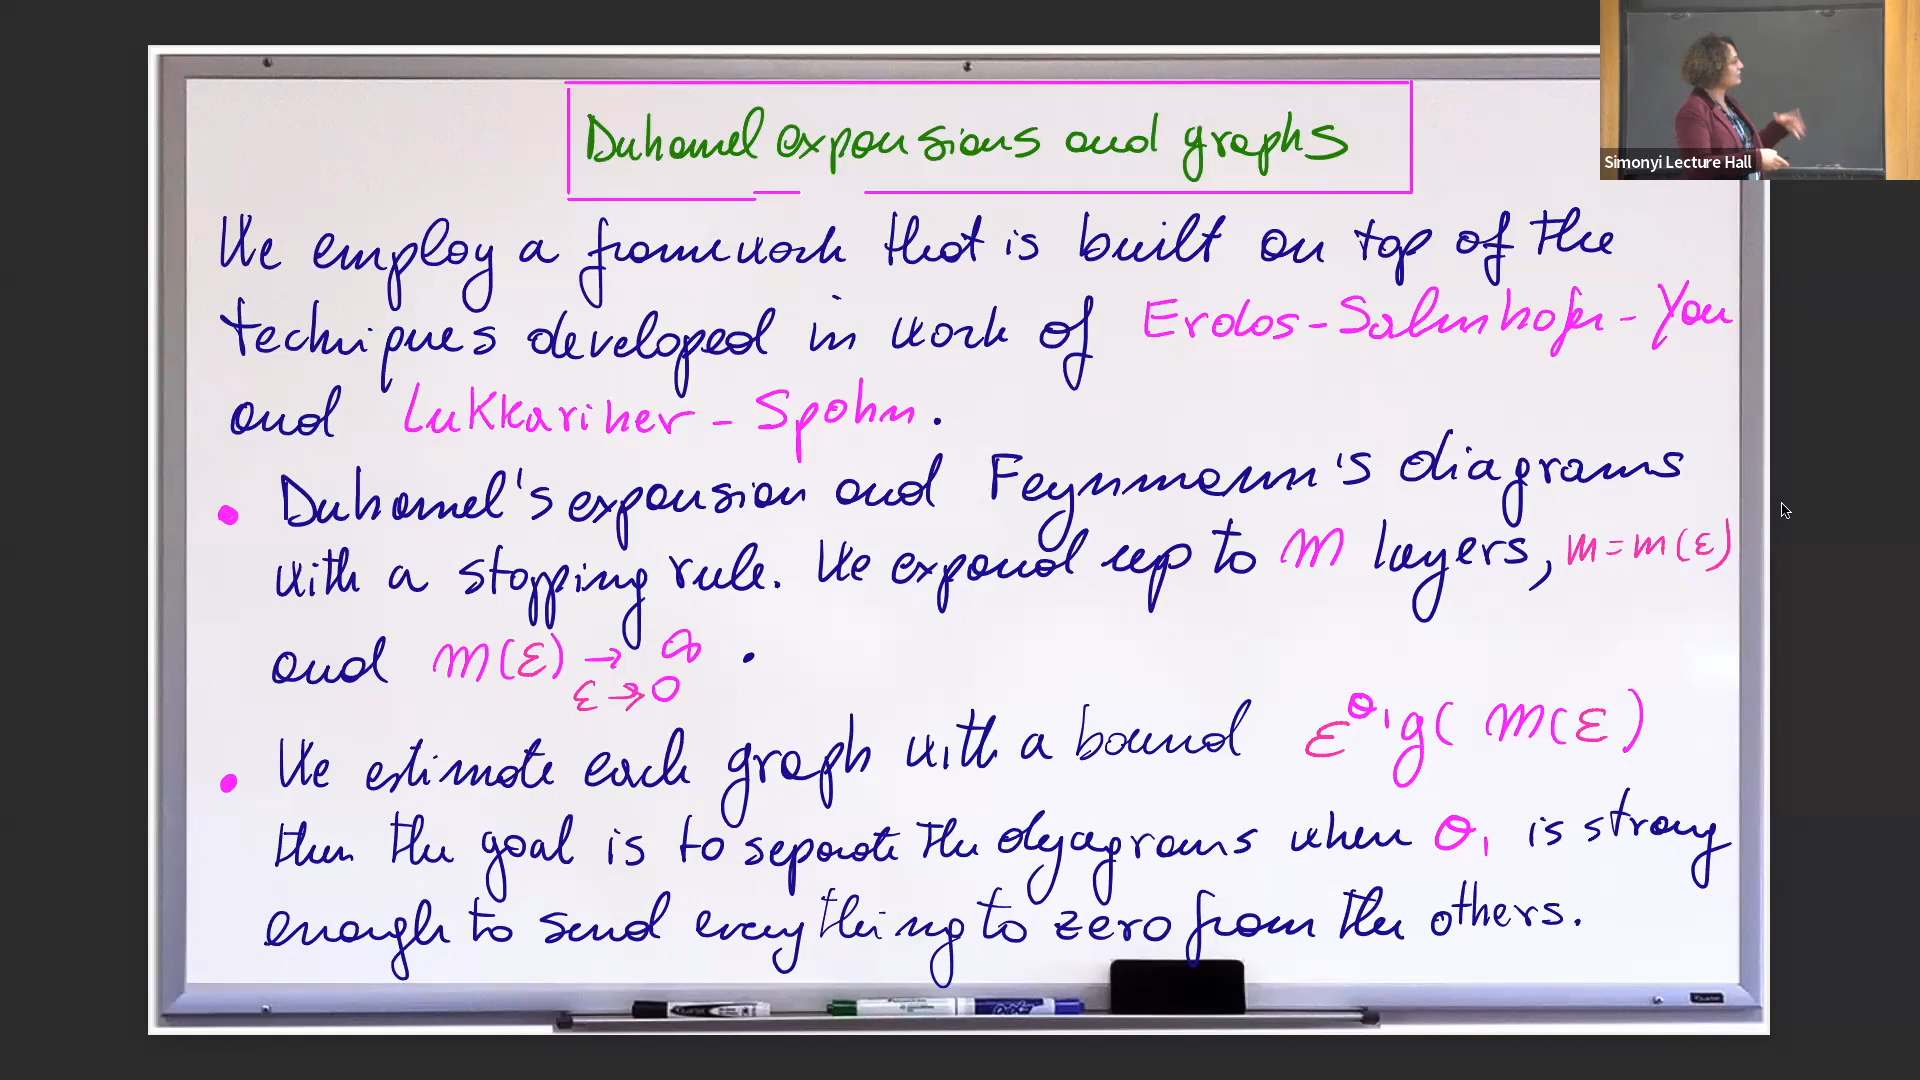 Duhamel expansions and graphs
Simonyi Lecture Hall
We employ a framework that is built on top of the
techniques developed in work of Erdos-Salmhofer-Yau
and Lukkarinen - Spohn.
• Duhamel's expansion and Feynmann's diagrams
with a stopping rule. We expand up to m layers, m = m(ε)
and m(ε) → ∞ .
ε → 0
• We estimate each graph with a bound ε^θ₁ g( m(ε)
then the goal is to separate the dyagrams when θ₁ is strong
enough to send everything to zero from the others.